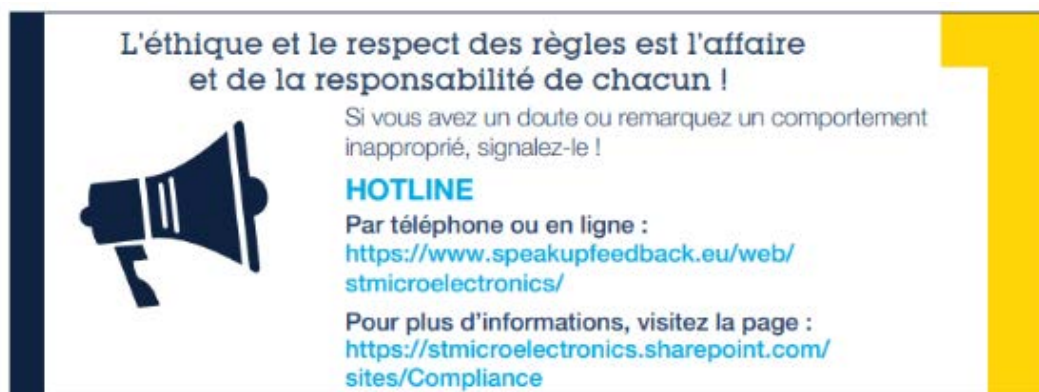 L'éthique et le respect des règles est l'affaire
et de la responsabilité de chacun !
Si vous avez un doute ou remarquez un comportement
inapproprié, signalez-le !
HOTLINE
Par téléphone ou en ligne :
https://www.speakupfeedback.eu/web/
stmicroelectronics/
Pour plus d'informations, visitez la page :
https://stmicroelectronics.sharepoint.com/
sites/Compliance